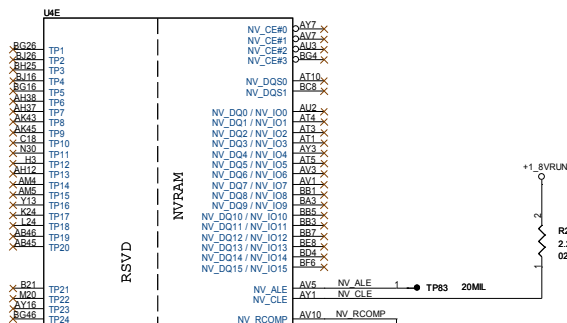 U4E
BG26 TP1
BJ26 TP2
BH25 TP3
BJ16 TP4
BG16 TP5
AH38 TP6
AH37 TP7
AK43 TP8
AK45 TP9
C18 TP10
N30 TP11
H3 TP12
AH12 TP13
AM4 TP14
AM5 TP15
Y13 TP16
K24 TP17
L24 TP18
AB46 TP19
AB45 TP20
B21 TP21
M20 TP22
AY16 TP23
BG46 TP24
RSVD
NVRAM
NV_CE#0 AY7
NV_CE#1 AV7
NV_CE#2 AU3
NV_CE#3 BG4
NV_DQS0 AT10
NV_DQS1 BC8
NV_DQ0 / NV_IO0 AU2
NV_DQ1 / NV_IO1 AT4
NV_DQ2 / NV_IO2 AT3
NV_DQ3 / NV_IO3 AT1
NV_DQ4 / NV_IO4 AY3
NV_DQ5 / NV_IO5 AT5
NV_DQ6 / NV_IO6 AV3
NV_DQ7 / NV_IO7 AV1
NV_DQ8 / NV_IO8 BB1
NV_DQ9 / NV_IO9 BA3
NV_DQ10 / NV_IO10 BB5
NV_DQ11 / NV_IO11 BB3
NV_DQ12 / NV_IO12 BB7
NV_DQ13 / NV_IO13 BE8
NV_DQ14 / NV_IO14 BD4
NV_DQ15 / NV_IO15 BF6
NV_ALE AV5 NV_ALE 1 TP83 20MIL
NV_CLE AY1 NV_CLE
NV_RCOMP AV10 NV_RCOMP
+1_8VRUN
2
1